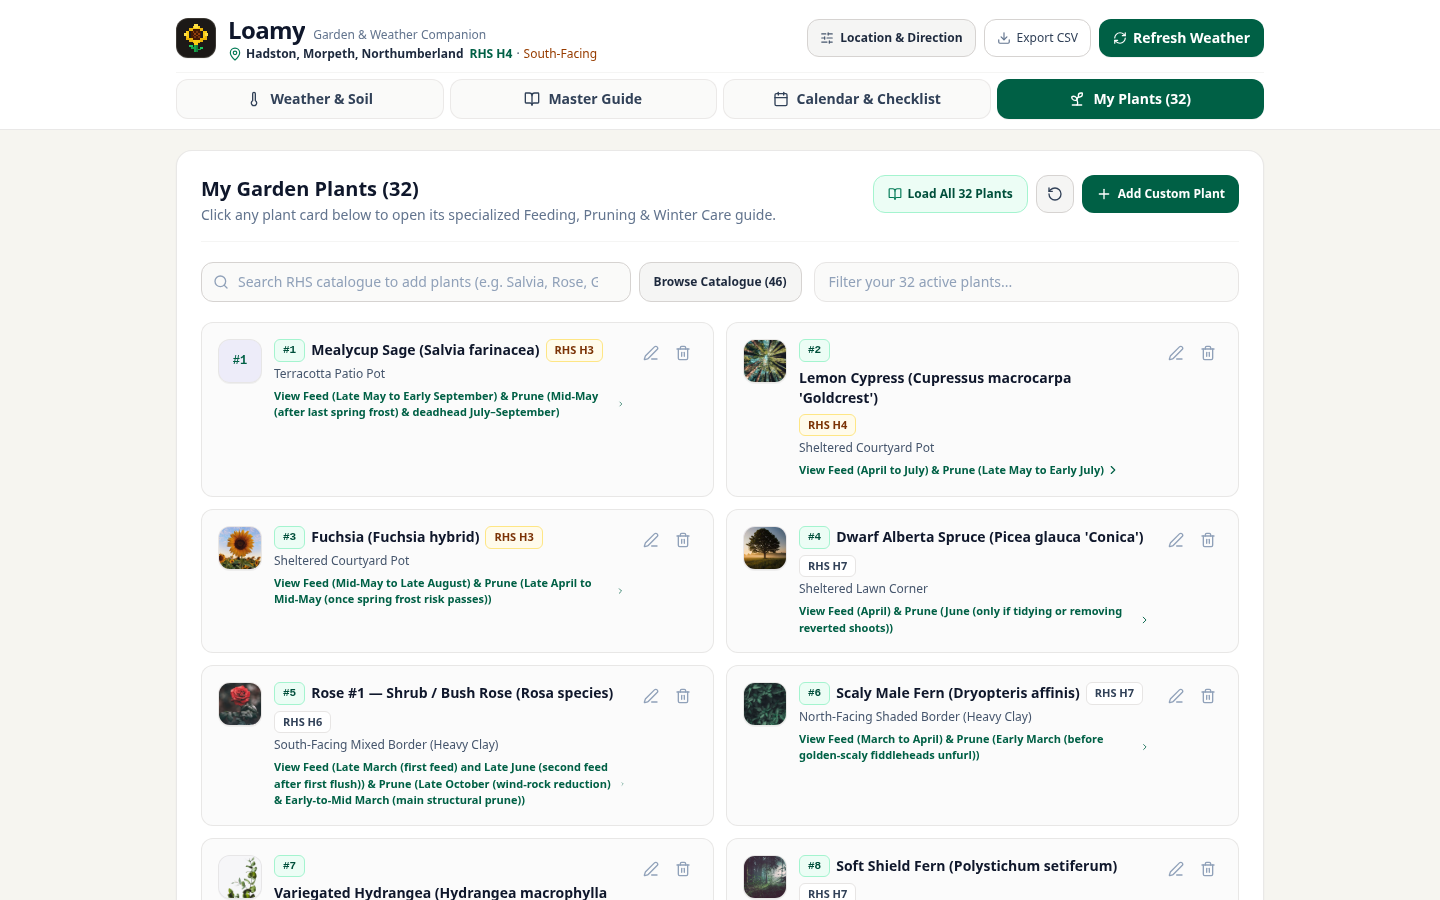 Loamy Garden & Weather Companion
Hadston, Morpeth, Northumberland RHS H4 · South-Facing
Location & Direction
Export CSV
Refresh Weather
Weather & Soil
Master Guide
Calendar & Checklist
My Plants (32)
My Garden Plants (32)
Click any plant card below to open its specialized Feeding, Pruning & Winter Care guide.
Load All 32 Plants
Add Custom Plant
Search RHS catalogue to add plants (e.g. Salvia, Rose, G
Browse Catalogue (46)
Filter your 32 active plants...
#1
#1 Mealycup Sage (Salvia farinacea) RHS H3
Terracotta Patio Pot
View Feed (Late May to Early September) & Prune (Mid-May
(after last spring frost) & deadhead July–September)
#2
Lemon Cypress (Cupressus macrocarpa
'Goldcrest')
RHS H4
Sheltered Courtyard Pot
View Feed (April to July) & Prune (Late May to Early July)
#3 Fuchsia (Fuchsia hybrid) RHS H3
Sheltered Courtyard Pot
View Feed (Mid-May to Late August) & Prune (Late April to
Mid-May (once spring frost risk passes))
#4 Dwarf Alberta Spruce (Picea glauca 'Conica')
RHS H7
Sheltered Lawn Corner
View Feed (April) & Prune (June (only if tidying or removing
reverted shoots))
#5 Rose #1 — Shrub / Bush Rose (Rosa species)
RHS H6
South-Facing Mixed Border (Heavy Clay)
View Feed (Late March (first feed) and Late June (second feed
after first flush)) & Prune (Late October (wind-rock reduction)
& Early-to-Mid March (main structural prune))
#6 Scaly Male Fern (Dryopteris affinis) RHS H7
North-Facing Shaded Border (Heavy Clay)
View Feed (March to April) & Prune (Early March (before
golden-scaly fiddleheads unfurl))
#7
Variegated Hydrangea (Hydrangea macrophylla
#8 Soft Shield Fern (Polystichum setiferum)
RHS H7